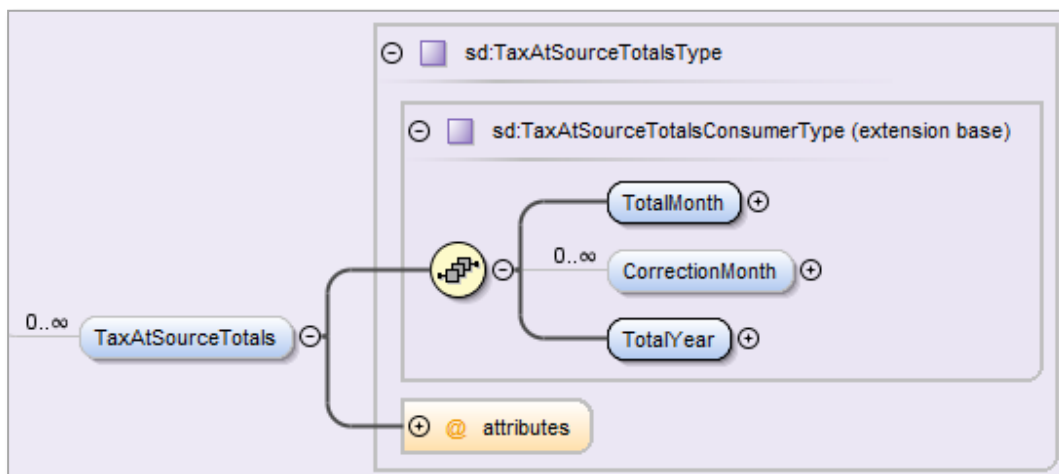 sd:TaxAtSourceTotalsType
sd:TaxAtSourceTotalsConsumerType (extension base)
TotalMonth
0..∞
CorrectionMonth
0..∞
TaxAtSourceTotals
TotalYear
@ attributes